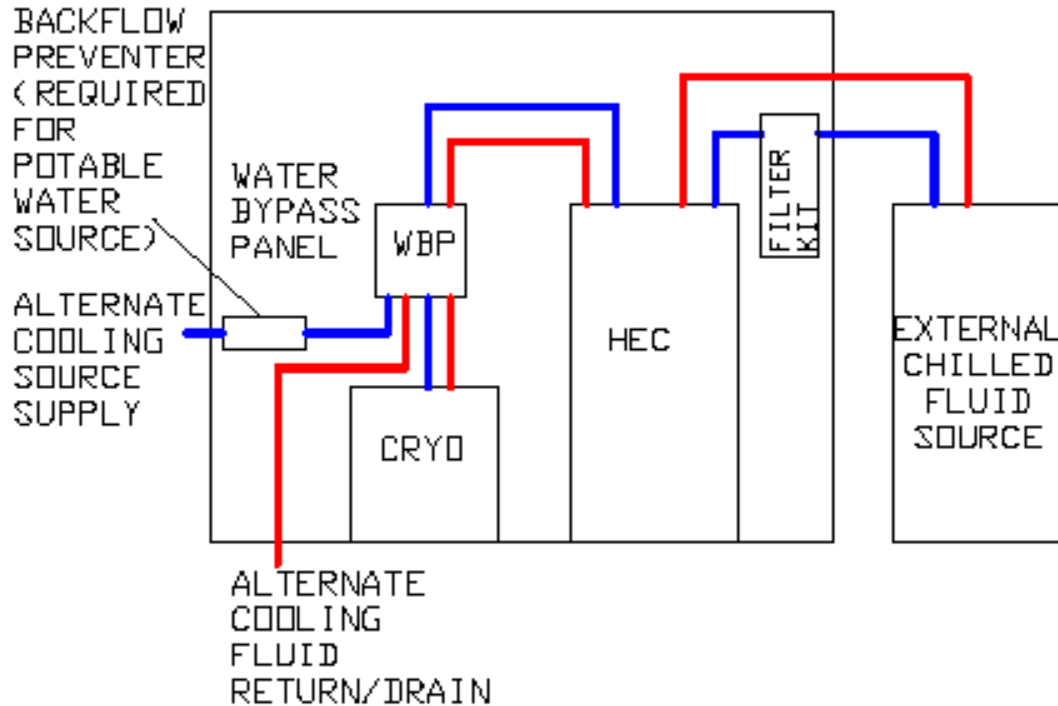 BACKFLOW
PREVENTER
(REQUIRED
FOR
POTABLE
WATER
SOURCE)
ALTERNATE
COOLING
SOURCE
SUPPLY
WATER
BYPASS
PANEL
WBP
CRYO
HEC
FILTER
KIT
EXTERNAL
CHILLED
FLUID
SOURCE
ALTERNATE
COOLING
FLUID
RETURN/DRAIN